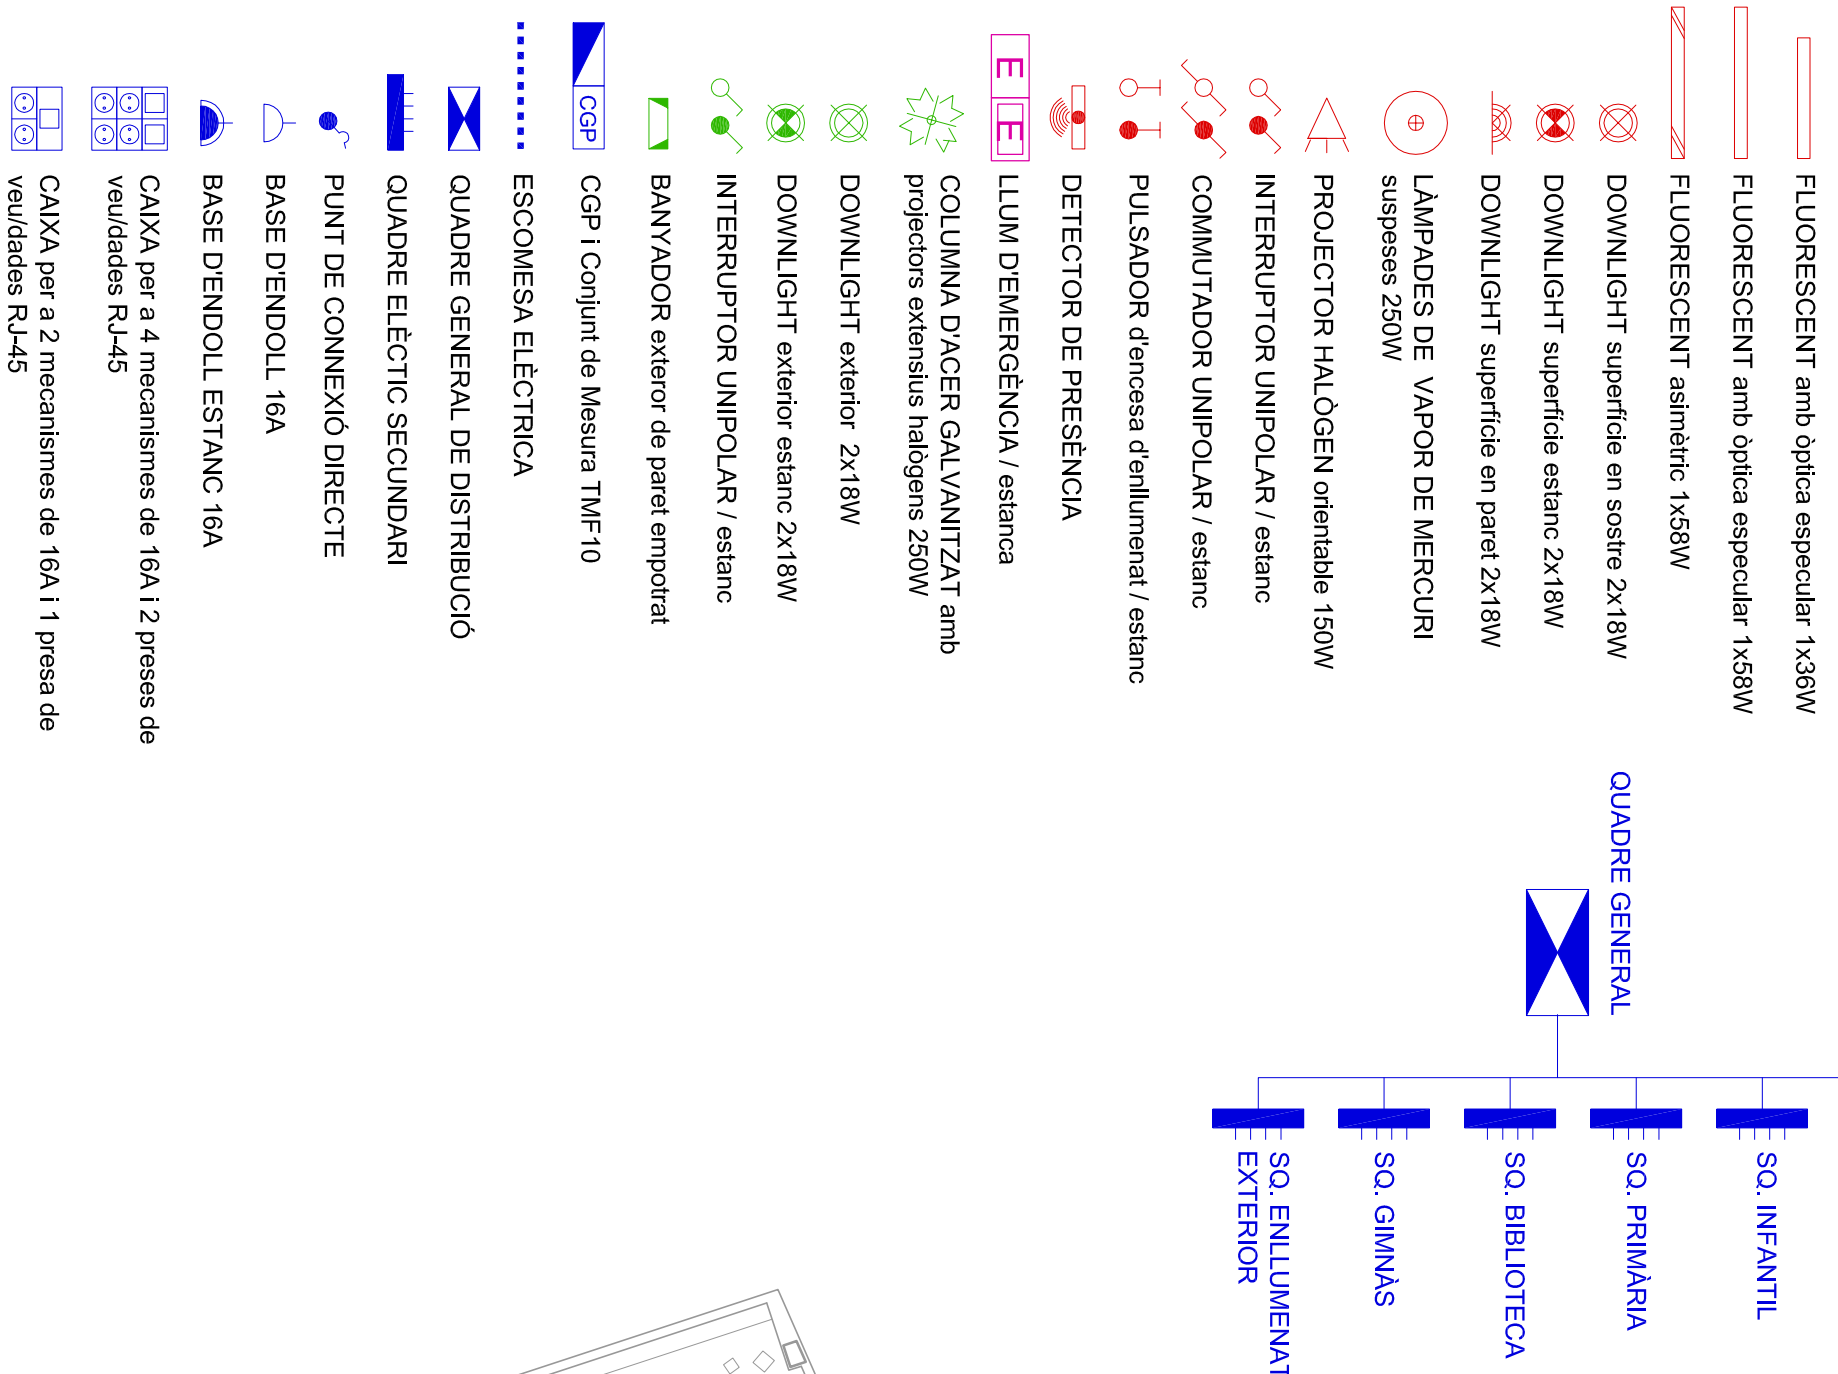 FLUORESCENT amb òptica especular 1x36W
FLUORESCENT amb òptica especular 1x58W
FLUORESCENT asimètric 1x58W
DOWNLIGHT superfície en sostre 2x18W
DOWNLIGHT superfície estanc 2x18W
DOWNLIGHT superfície en paret 2x18W
LÀMPADES DE VAPOR DE MERCURI
suspeses 250W
PROJECTOR HALÒGEN orientable 150W
INTERRUPTOR UNIPOLAR / estanc
COMMUTADOR UNIPOLAR / estanc
PULSADOR d'encesa d'enllumenat / estanc
DETECTOR DE PRESÈNCIA
E E
LLUM D'EMERGÈNCIA / estanca
COLUMNA D'ACER GALVANITZAT amb
projectors extensius halògens 250W
DOWNLIGHT exterior 2x18W
DOWNLIGHT exterior estanc 2x18W
INTERRUPTOR UNIPOLAR / estanc
BANYADOR exteror de paret empotrat
CGP
CGP i Conjunt de Mesura TMF10
ESCOMESA ELÈCTRICA
QUADRE GENERAL DE DISTRIBUCIÓ
QUADRE ELÈCTIC SECUNDARI
PUNT DE CONNEXIÓ DIRECTE
BASE D'ENDOLL 16A
BASE D'ENDOLL ESTANC 16A
CAIXA per a 4 mecanismes de 16A i 2 preses de
veu/dades RJ-45
CAIXA per a 2 mecanismes de 16A i 1 presa de
veu/dades RJ-45
QUADRE GENERAL
SQ. INFANTIL
SQ. PRIMÀRIA
SQ. BIBLIOTECA
SQ. GIMNÀS
SQ. ENLLUMENAT
EXTERIOR